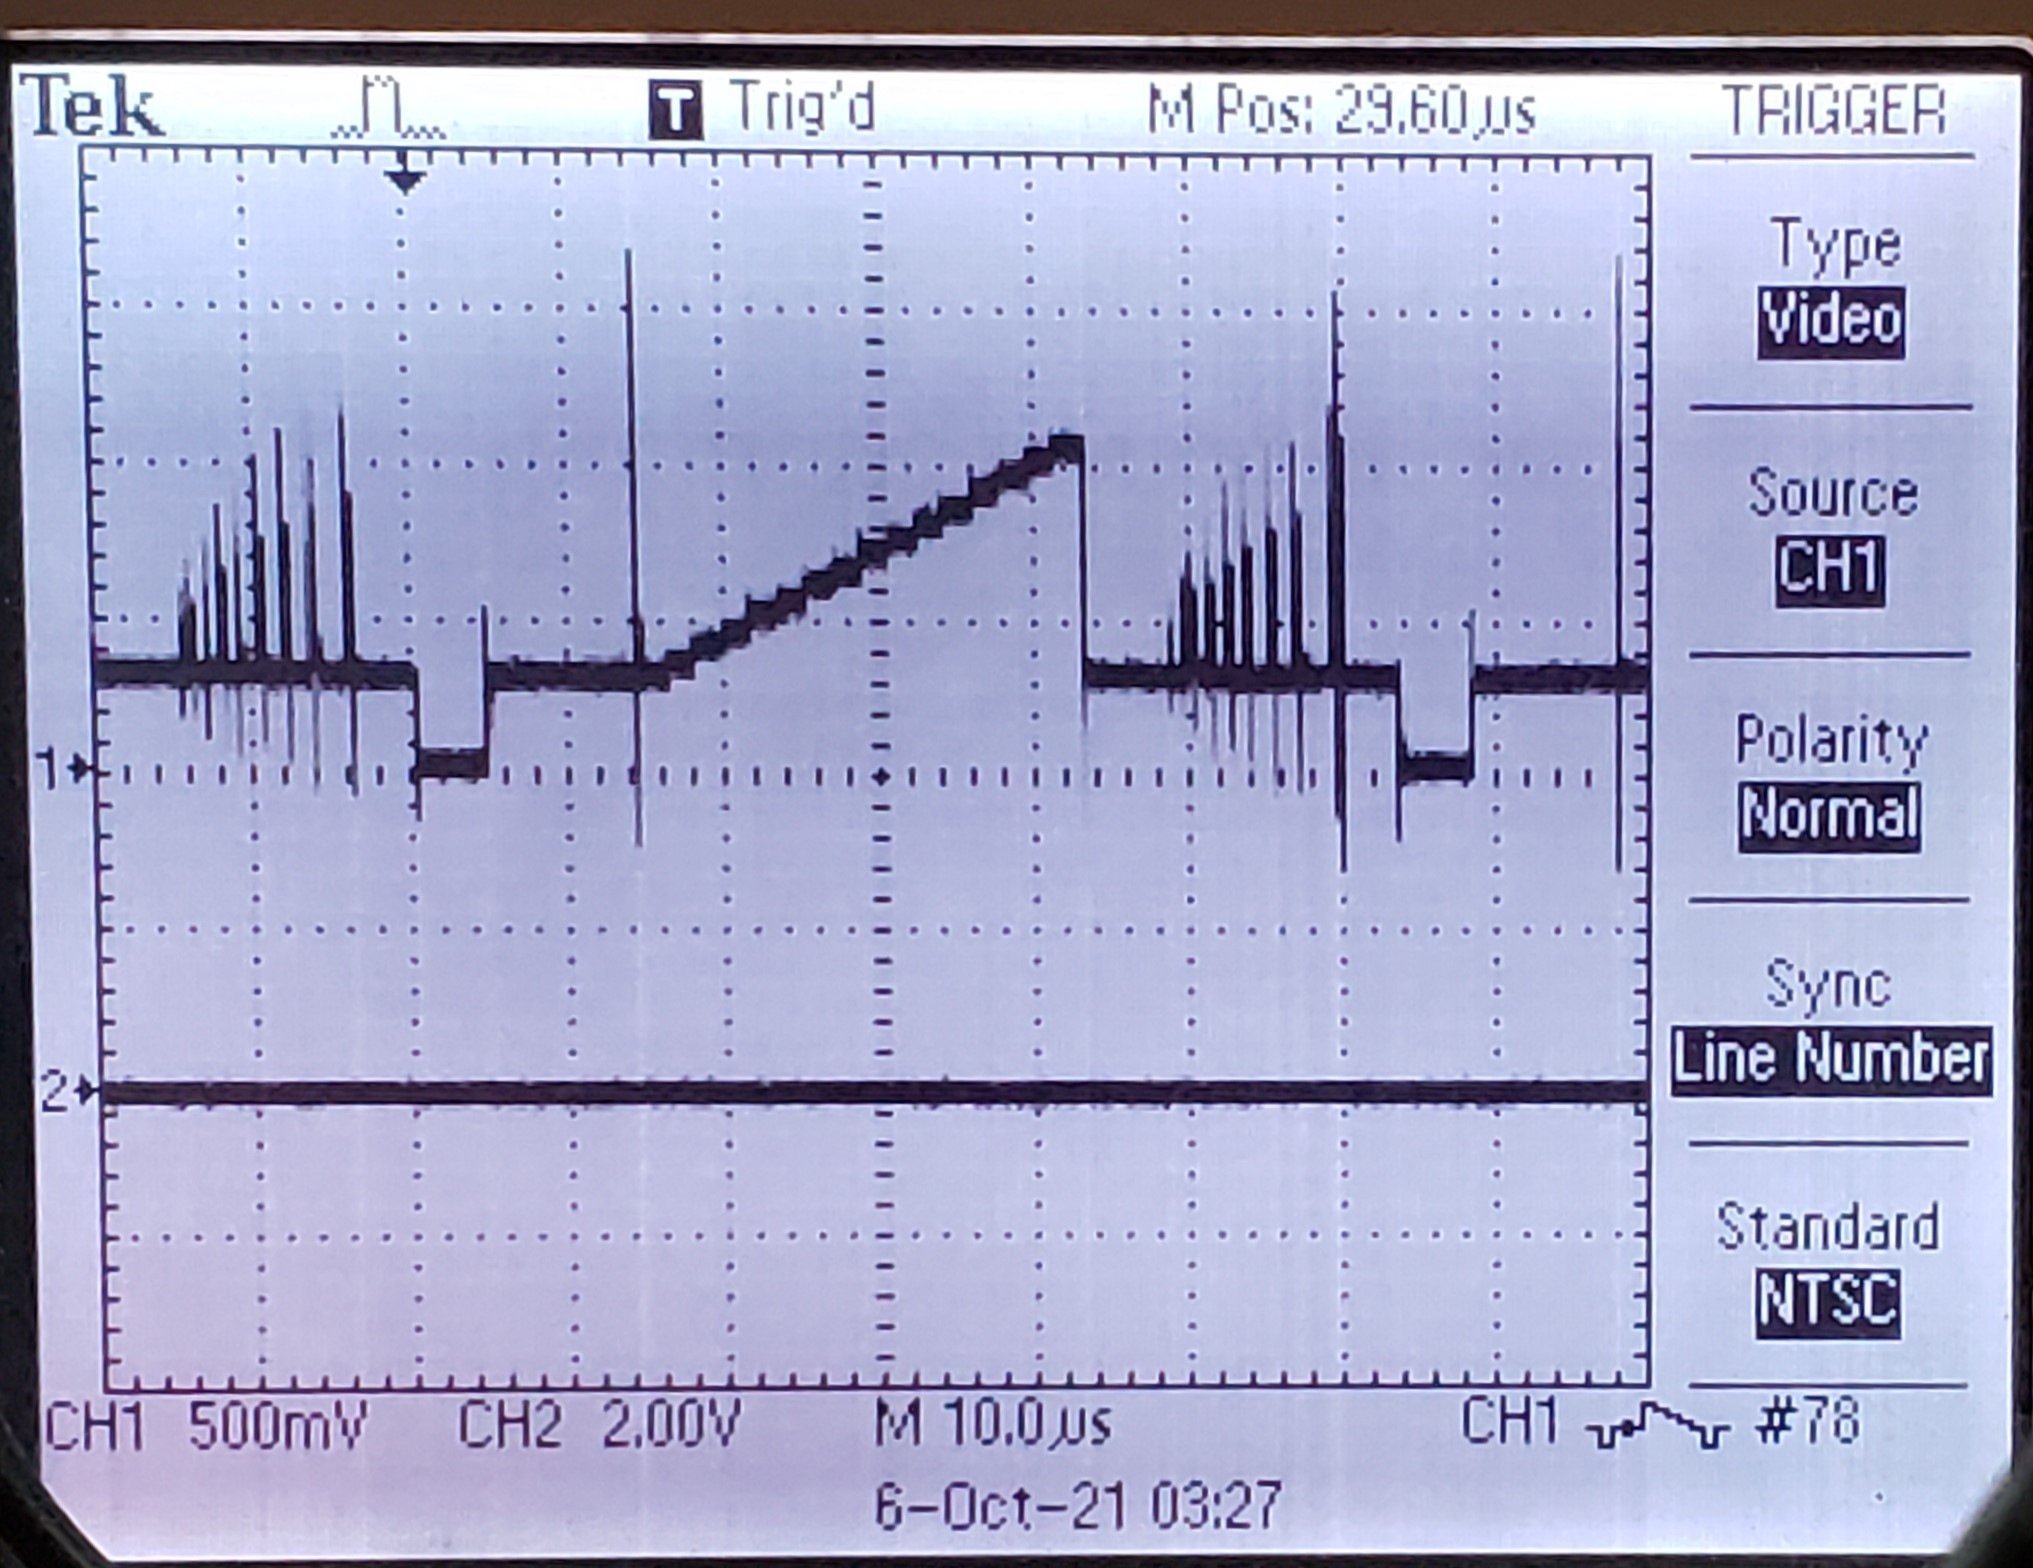 Tek T Trig'd M Pos: 29.60µs TRIGGER
Type
Video
Source
CH1
Polarity
Normal
1
Sync
Line Number
2
Standard
NTSC
CH1 500mV CH2 2.00V M 10.0µs CH1 #78
6-Oct-21 03:27